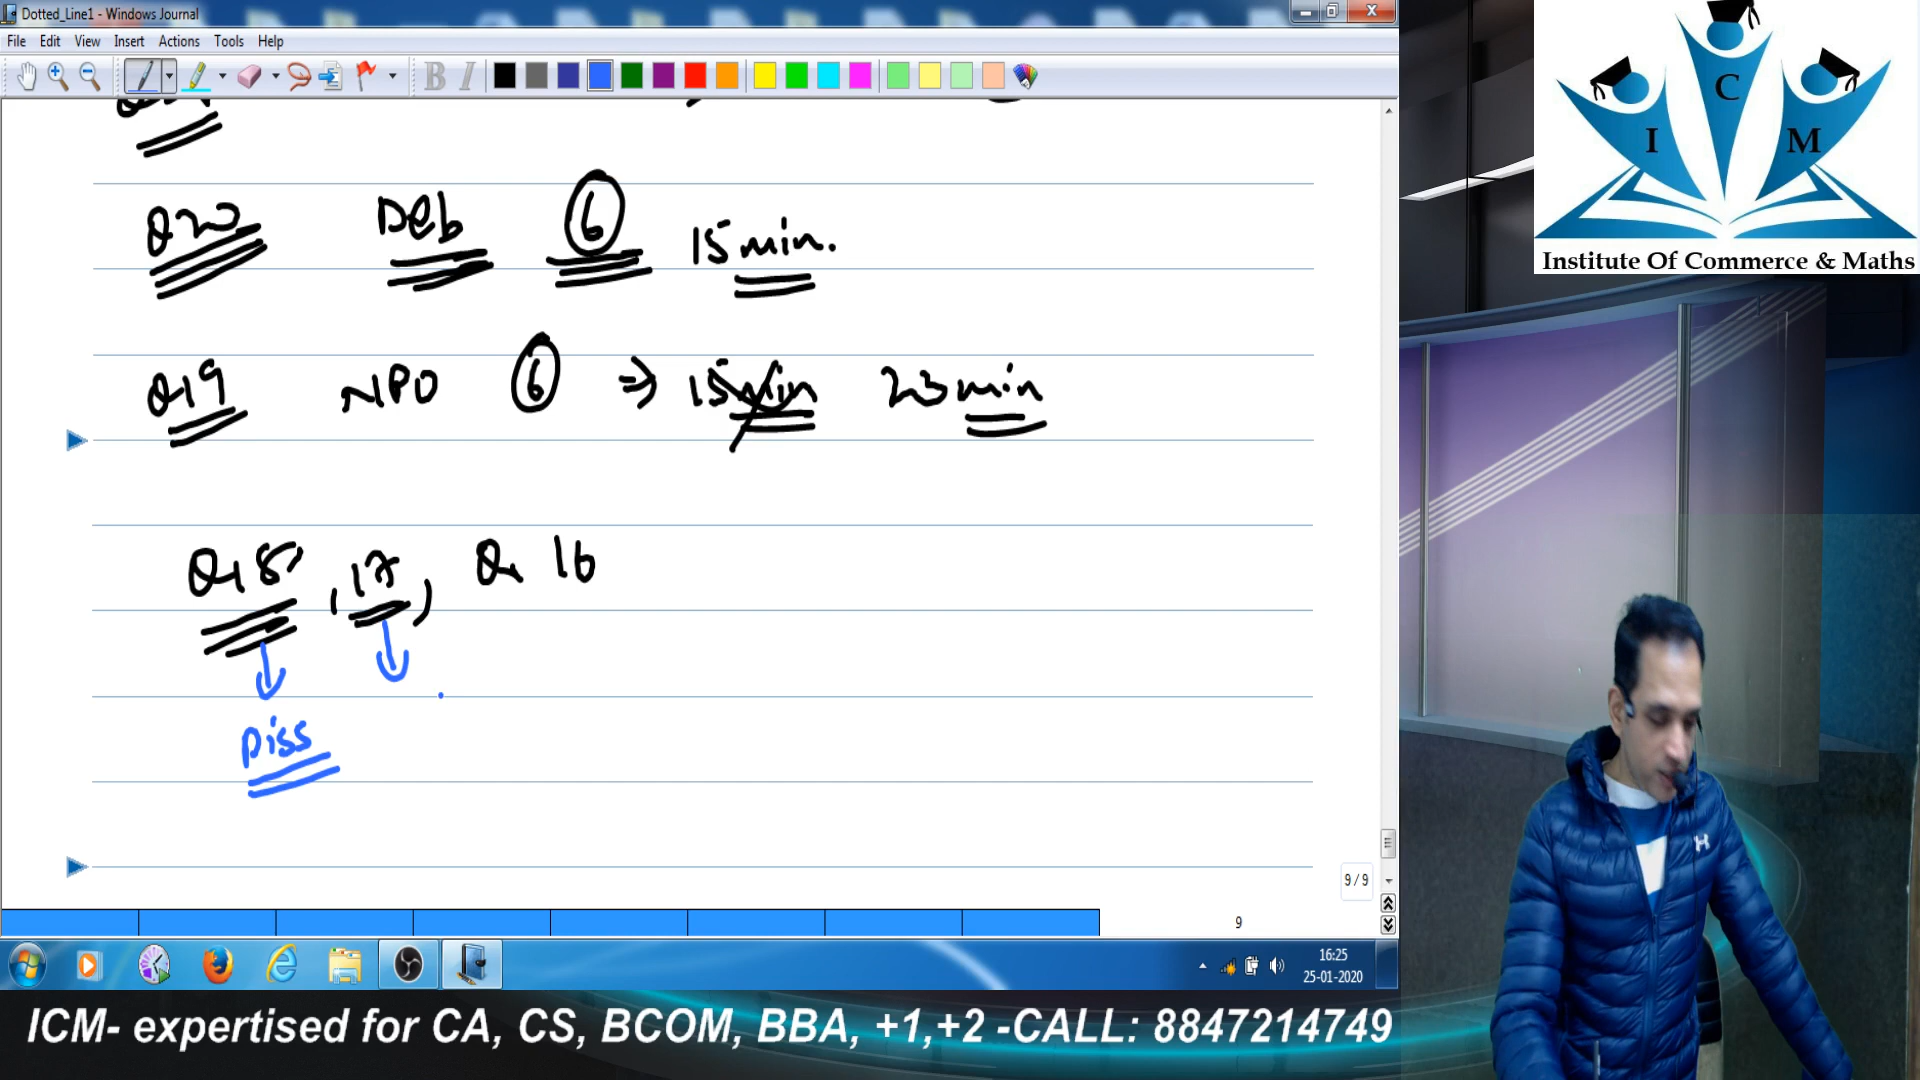 Dotted_Line1 - Windows Journal
File Edit View Insert Actions Tools Help
B I
Q20 Deb 6 15 min.
Q19 NPO 6 ⇒ 15 min 23 min
Q18, 17, Q. 16
Diss
9/9
9
16:25
25-01-2020
I C M
Institute Of Commerce & Maths
ICM- expertised for CA, CS, BCOM, BBA, +1,+2 -CALL: 8847214749